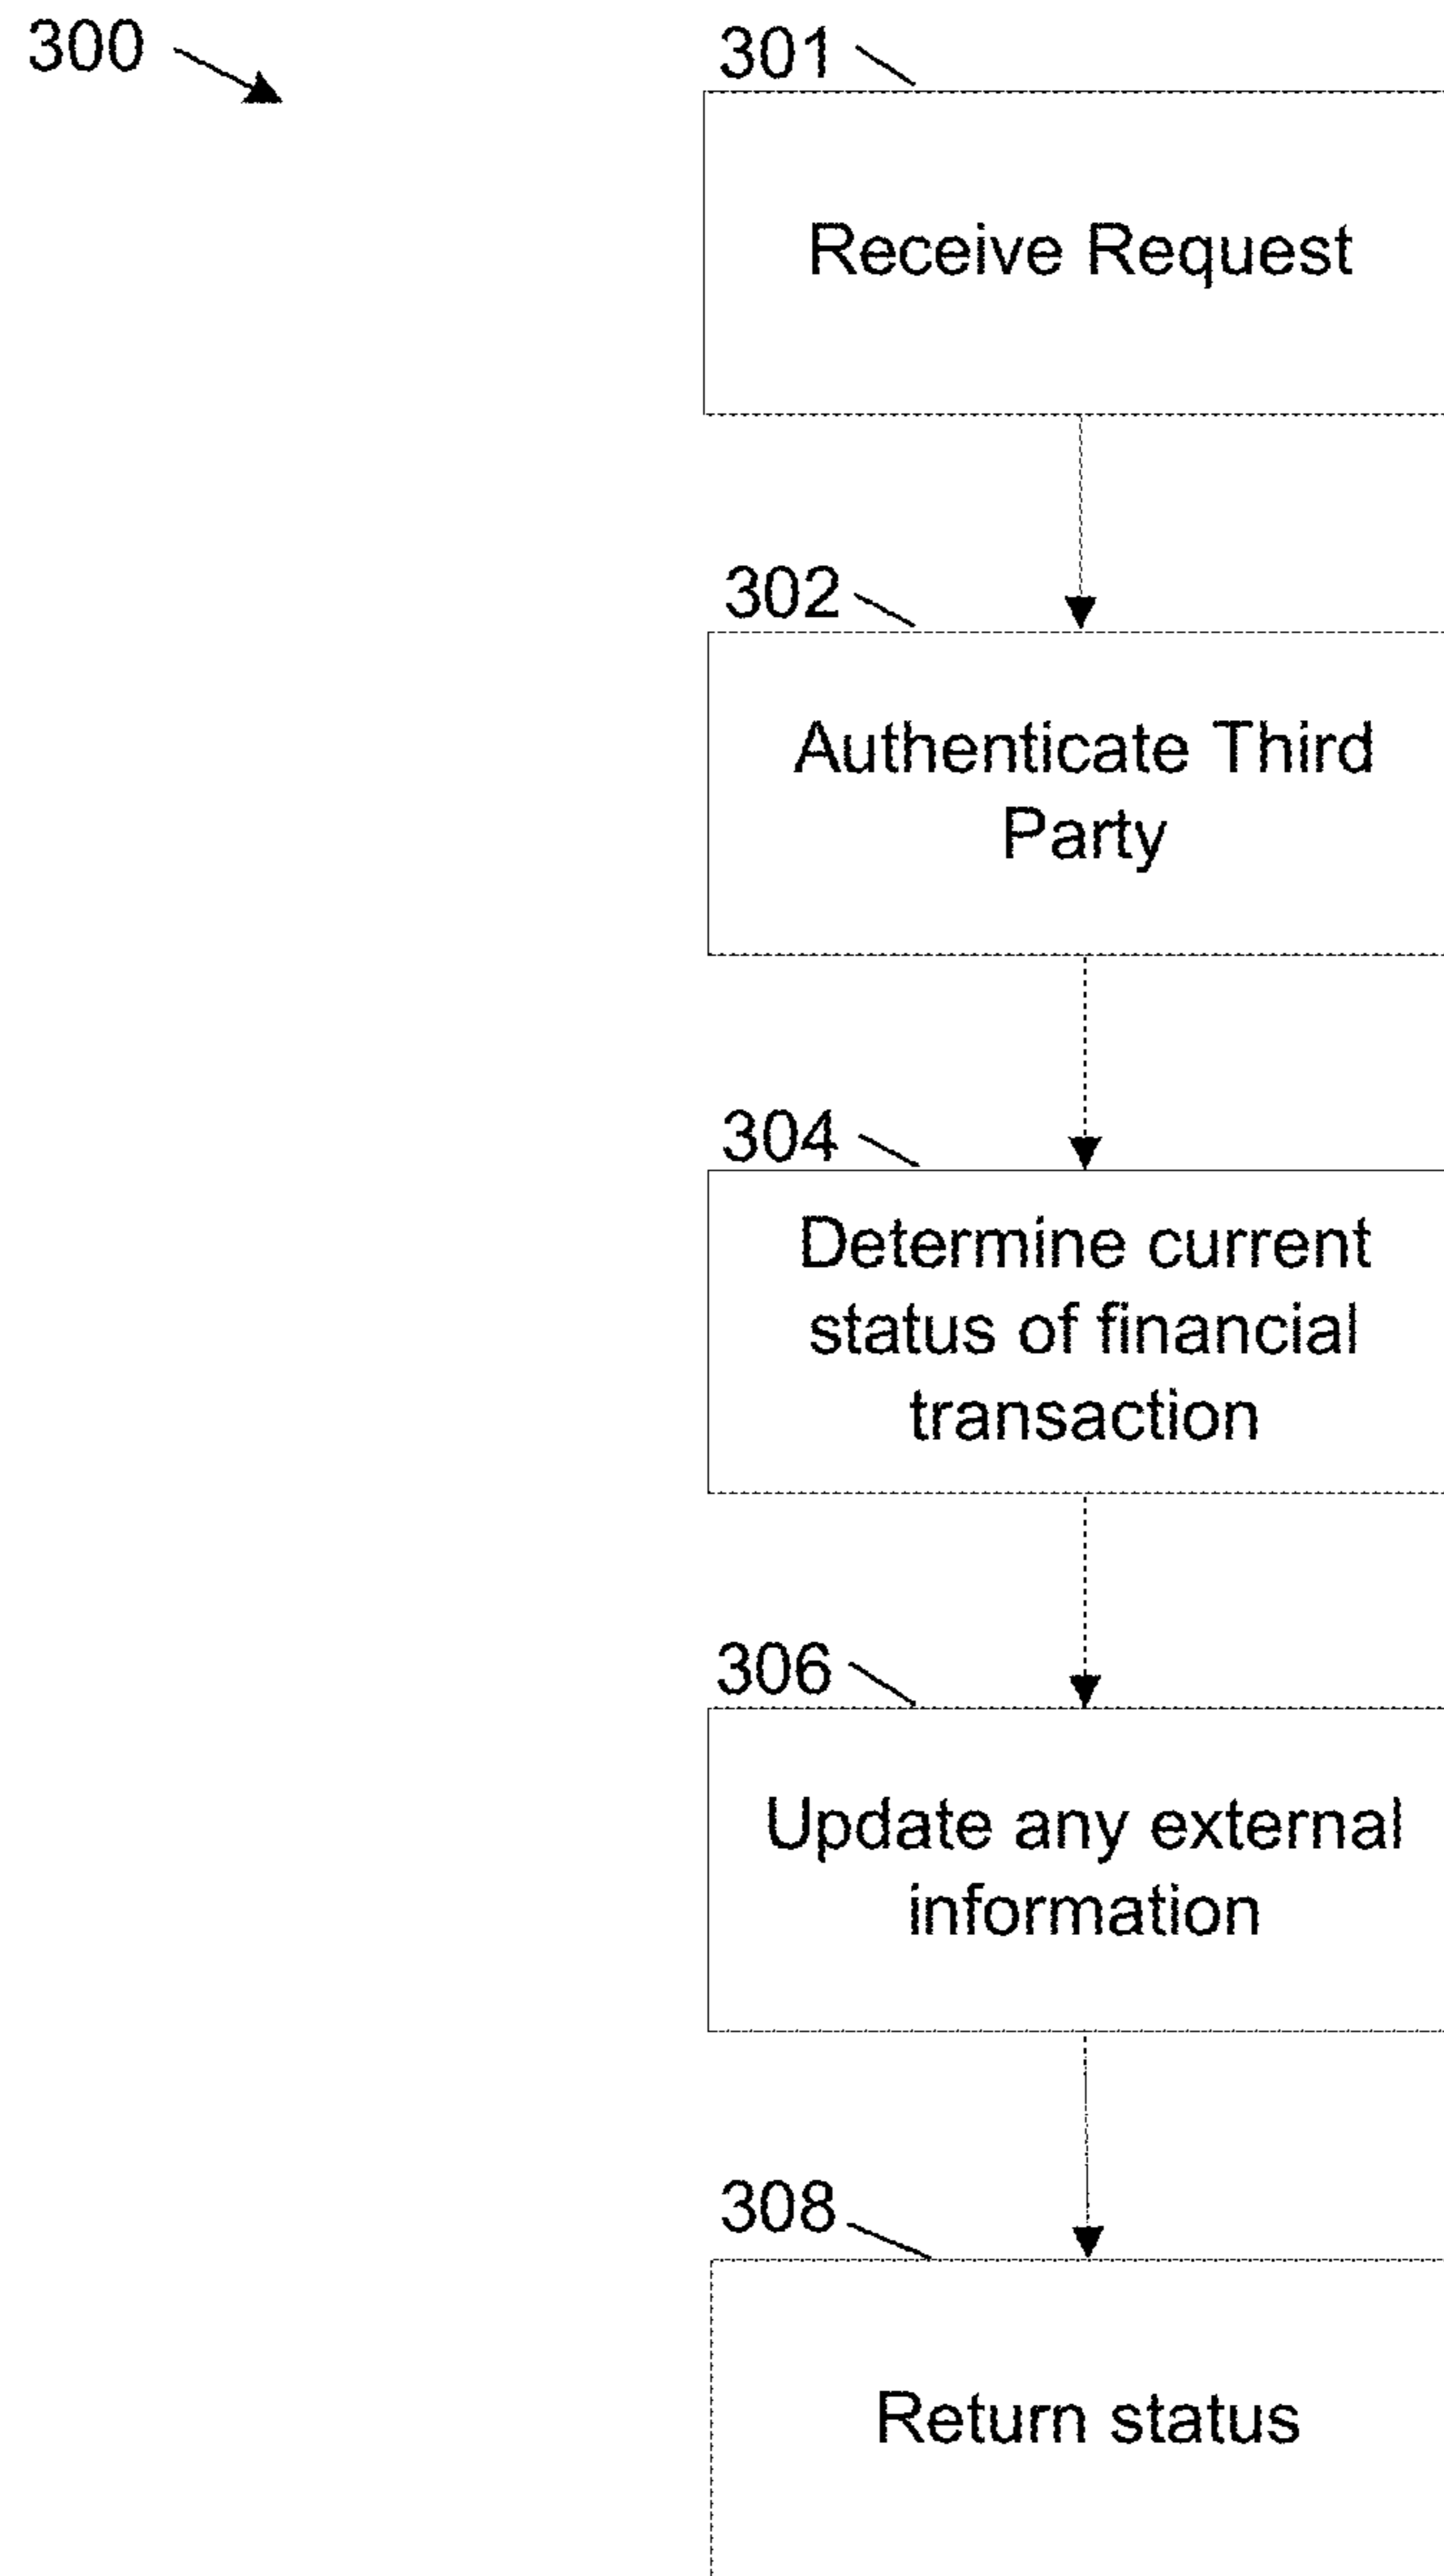 300
301
Receive Request
302
Authenticate Third
Party
304
Determine current
status of financial
transaction
306
Update any external
information
308
Return status